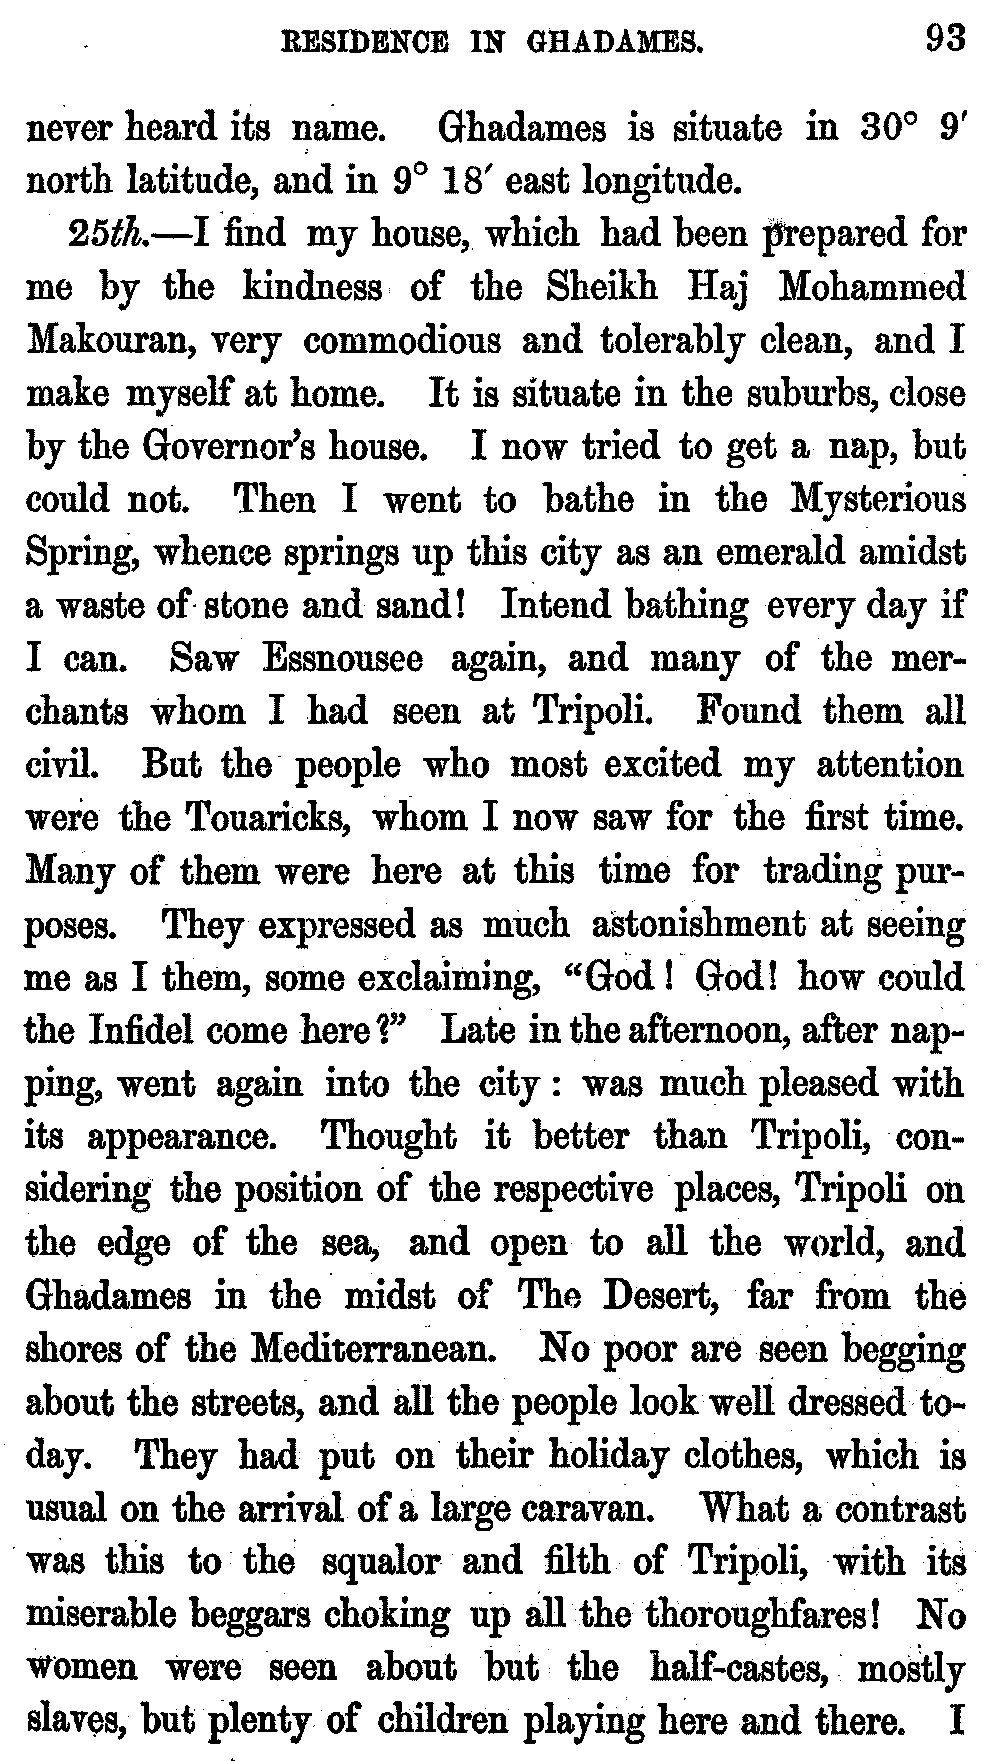 RESIDENCE IN GHADAMES. 93
never heard its name. Ghadames is situate in 30° 9′
north latitude, and in 9° 18′ east longitude.
25th.—I find my house, which had been prepared for
me by the kindness of the Sheikh Haj Mohammed
Makouran, very commodious and tolerably clean, and I
make myself at home. It is situate in the suburbs, close
by the Governor's house. I now tried to get a nap, but
could not. Then I went to bathe in the Mysterious
Spring, whence springs up this city as an emerald amidst
a waste of stone and sand! Intend bathing every day if
I can. Saw Essnousee again, and many of the mer-
chants whom I had seen at Tripoli. Found them all
civil. But the people who most excited my attention
were the Touaricks, whom I now saw for the first time.
Many of them were here at this time for trading pur-
poses. They expressed as much astonishment at seeing
me as I them, some exclaiming, “God! God! how could
the Infidel come here?” Late in the afternoon, after nap-
ping, went again into the city: was much pleased with
its appearance. Thought it better than Tripoli, con-
sidering the position of the respective places, Tripoli on
the edge of the sea, and open to all the world, and
Ghadames in the midst of The Desert, far from the
shores of the Mediterranean. No poor are seen begging
about the streets, and all the people look well dressed to-
day. They had put on their holiday clothes, which is
usual on the arrival of a large caravan. What a contrast
was this to the squalor and filth of Tripoli, with its
miserable beggars choking up all the thoroughfares! No
women were seen about but the half-castes, mostly
slaves, but plenty of children playing here and there. I